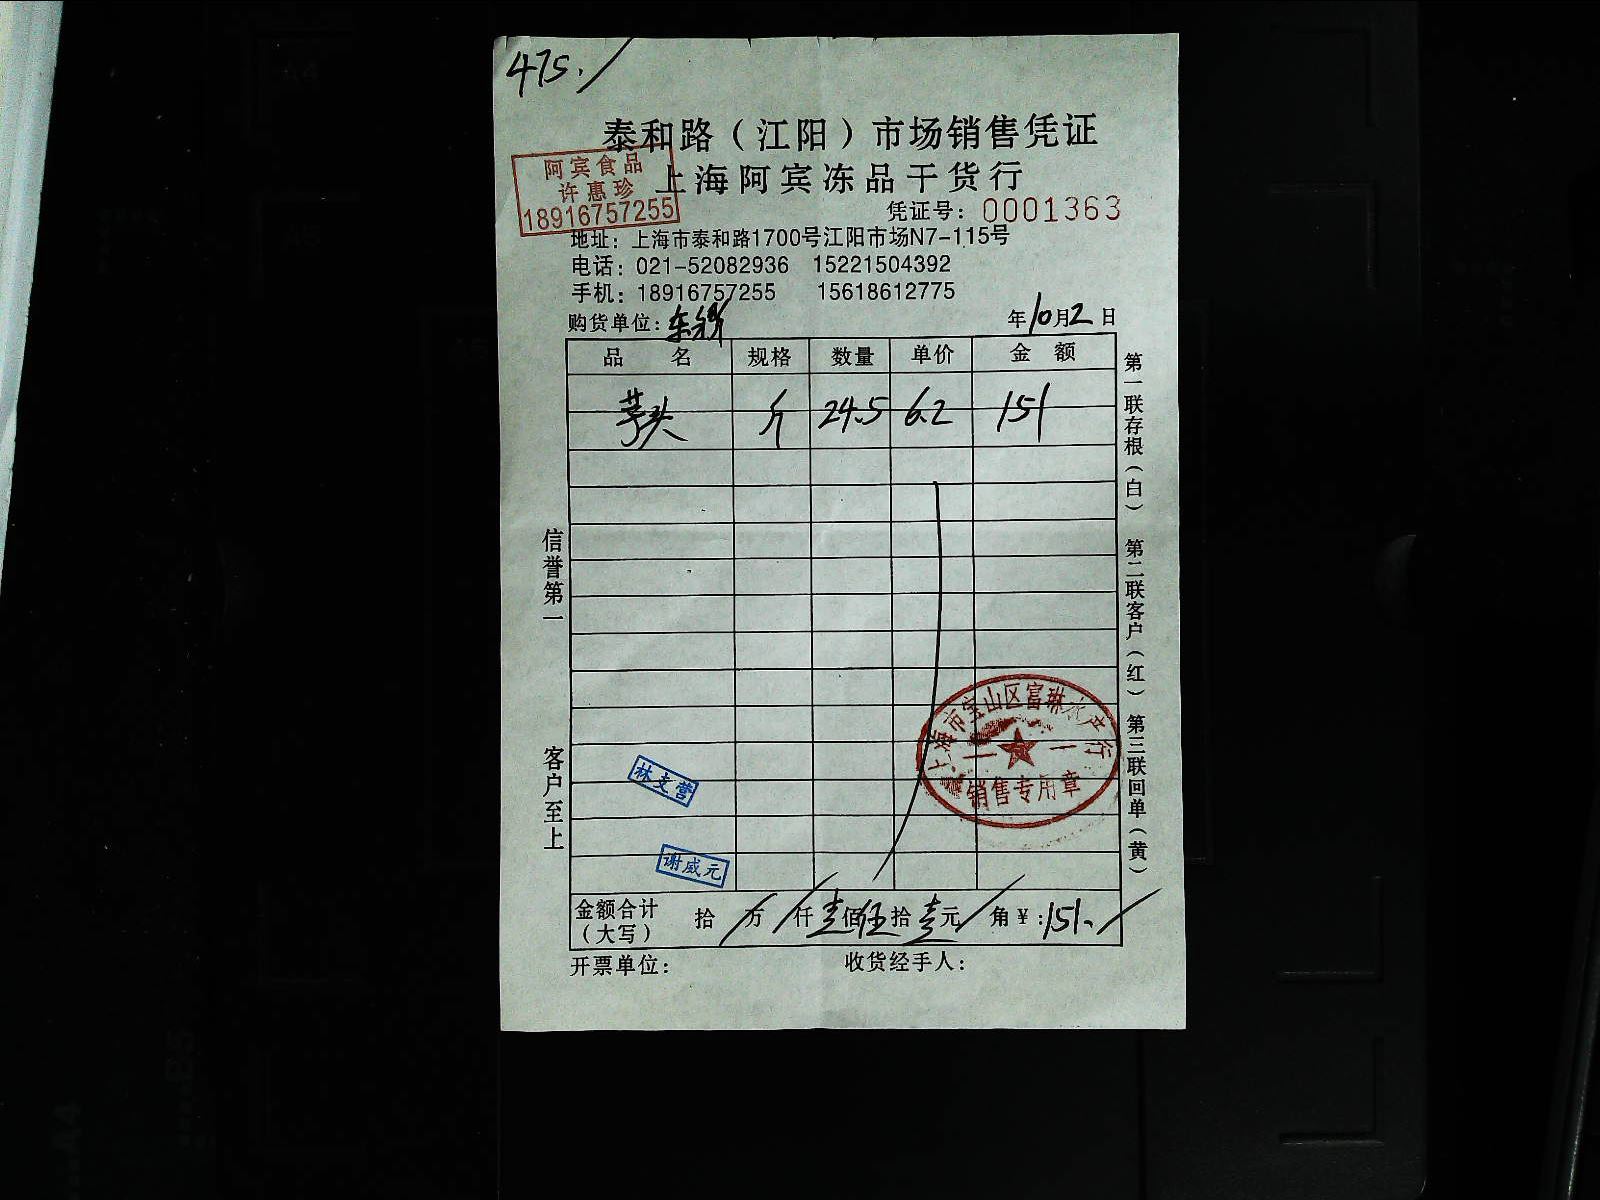 475.
泰和路（江阳）市场销售凭证
阿宾食品
许惠珍
18916757255
上海阿宾冻品干货行
凭证号：0001363
地址：上海市泰和路1700号江阳市场N7-115号
电话：021-52082936 15221504392
手机：18916757255 15618612775
购货单位： 年10月2日
品 名 规格 数量 单价 金 额
芋头 斤 24.5 6.2 151
第一联存根（白） 第二联客户（红） 第三联回单（黄）
信誉第一 客户至上
上海市宝山区富琳水产行
销售专用章
林支营
谢威元
金额合计（大写） 拾 万 仟 壹佰 伍拾 壹元 角 ¥:151.
开票单位： 收货经手人：